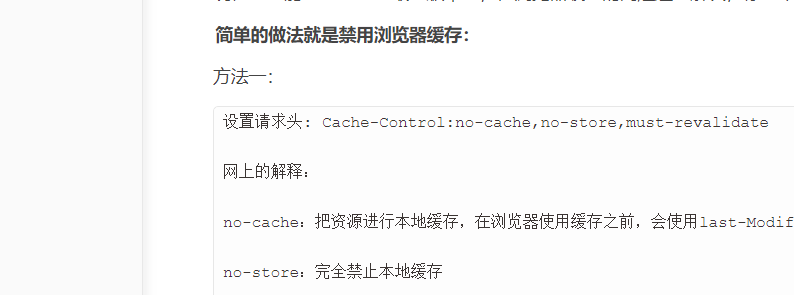 简单的做法就是禁用浏览器缓存：
方法一：
设置请求头: Cache-Control:no-cache,no-store,must-revalidate
网上的解释：
no-cache: 把资源进行本地缓存，在浏览器使用缓存之前，会使用last-Modif
no-store: 完全禁止本地缓存